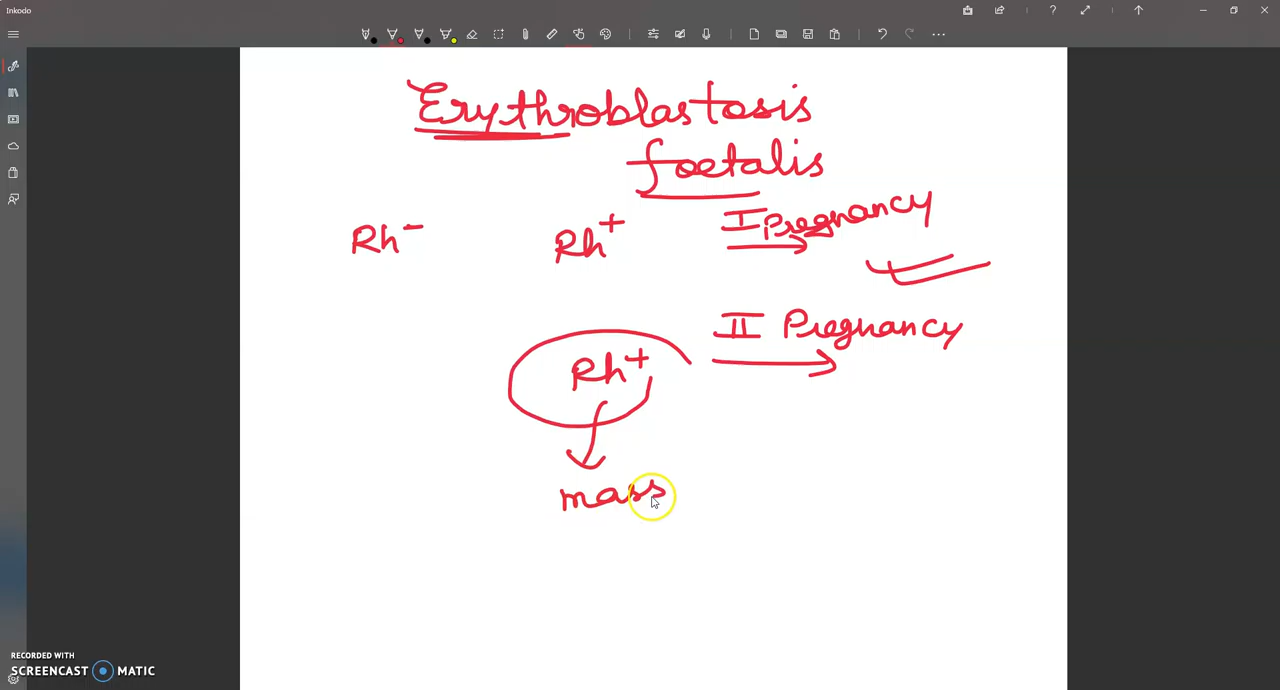 Inkodo
Erythroblastosis
foetalis
Rh- Rh+ I Pregnancy
II Pregnancy
Rh+
mass
RECORDED WITH
SCREENCAST MATIC